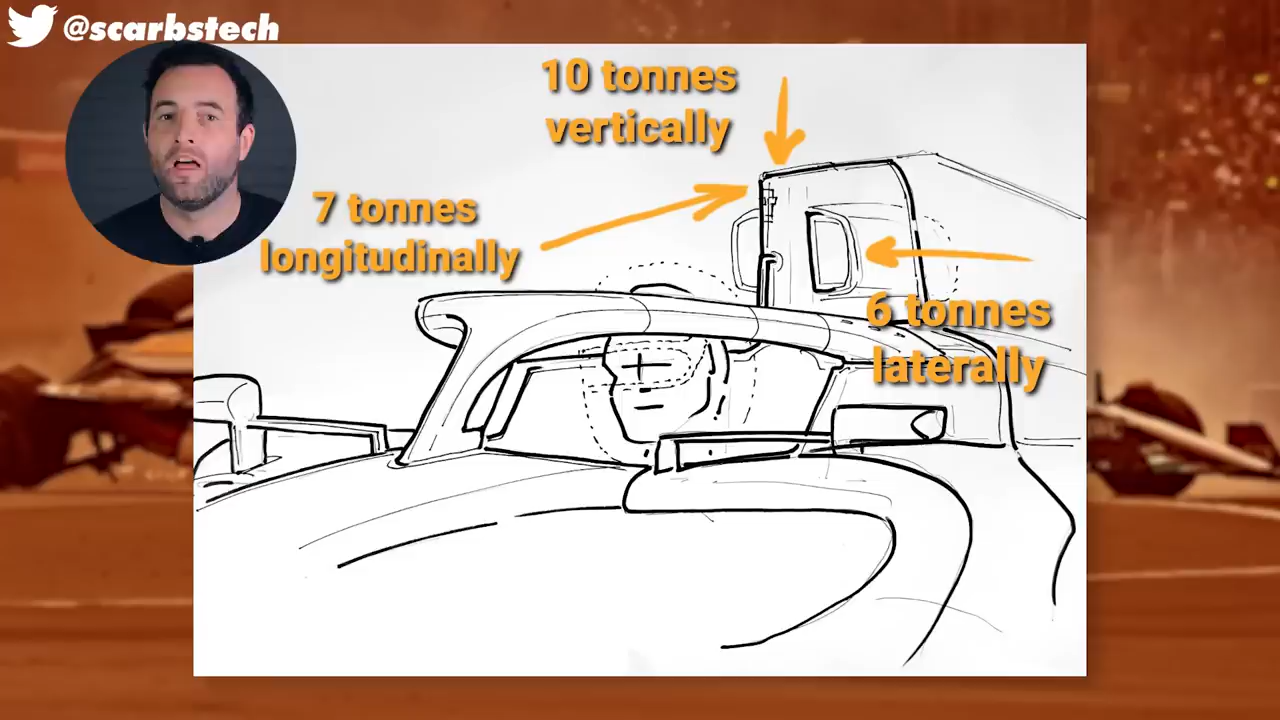 @scarbstech
10 tonnes
vertically
7 tonnes
longitudinally
6 tonnes
laterally